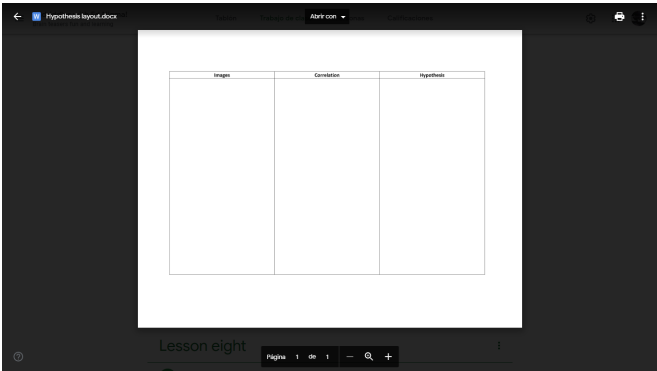 Hypothesis layout.docx
Abrir con
Images Correlation Hypothesis
Lesson eight
Página 1 de 1